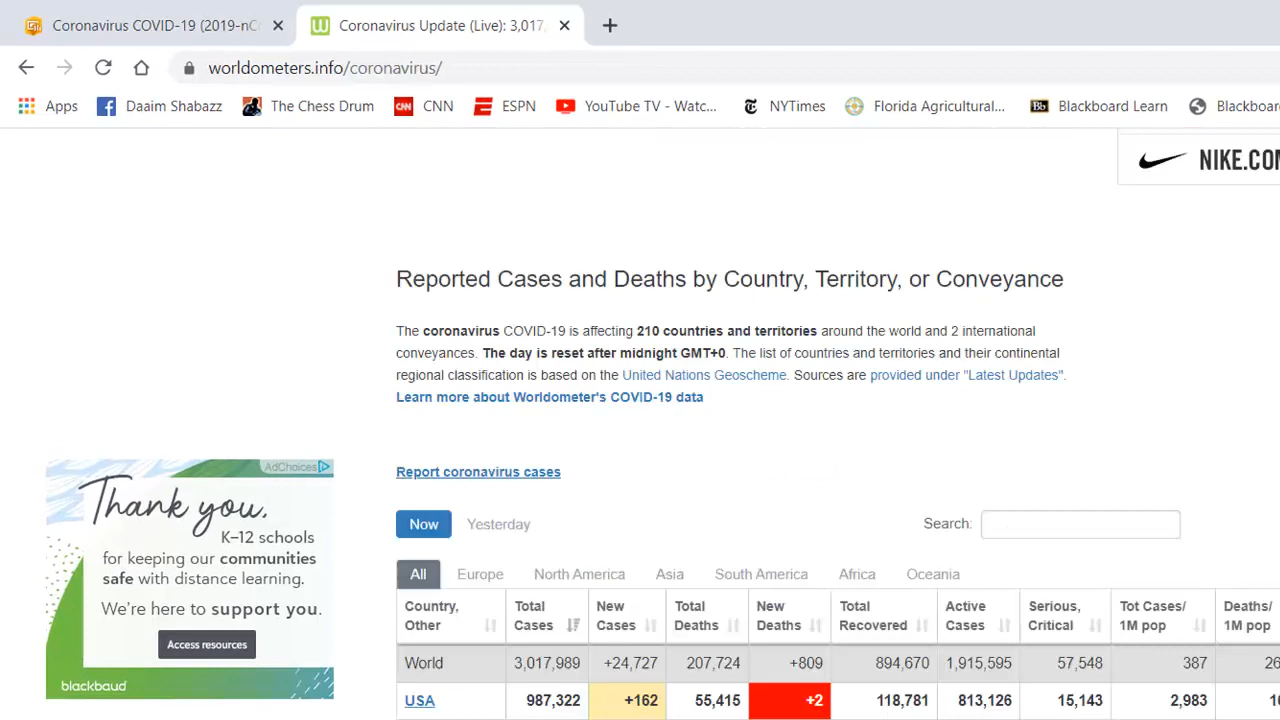 Coronavirus COVID-19 (2019-nC
Coronavirus Update (Live): 3,017,
worldometers.info/coronavirus/
Apps
Daaim Shabazz
The Chess Drum
CNN
CNN
ESPN
YouTube TV - Watc...
NYTimes
Florida Agricultural...
Bb
Blackboard Learn
Blackboar
NIKE.CO
Reported Cases and Deaths by Country, Territory, or Conveyance
The coronavirus COVID-19 is affecting 210 countries and territories around the world and 2 international
conveyances. The day is reset after midnight GMT+0. The list of countries and territories and their continental
regional classification is based on the United Nations Geoscheme. Sources are provided under "Latest Updates".
Learn more about Worldometer's COVID-19 data
AdChoices
Thank you,
K–12 schools
for keeping our communities
safe with distance learning.
We're here to support you.
Access resources
blackbaud
Report coronavirus cases
Now Yesterday Search:
All Europe North America Asia South America Africa Oceania
Country, Total New Total New Total Active Serious, Tot Cases/ Deaths/
Other Cases Cases Deaths Deaths Recovered Cases Critical 1M pop 1M pop
World 3,017,989 +24,727 207,724 +809 894,670 1,915,595 57,548 387 26
USA 987,322 +162 55,415 +2 118,781 813,126 15,143 2,983